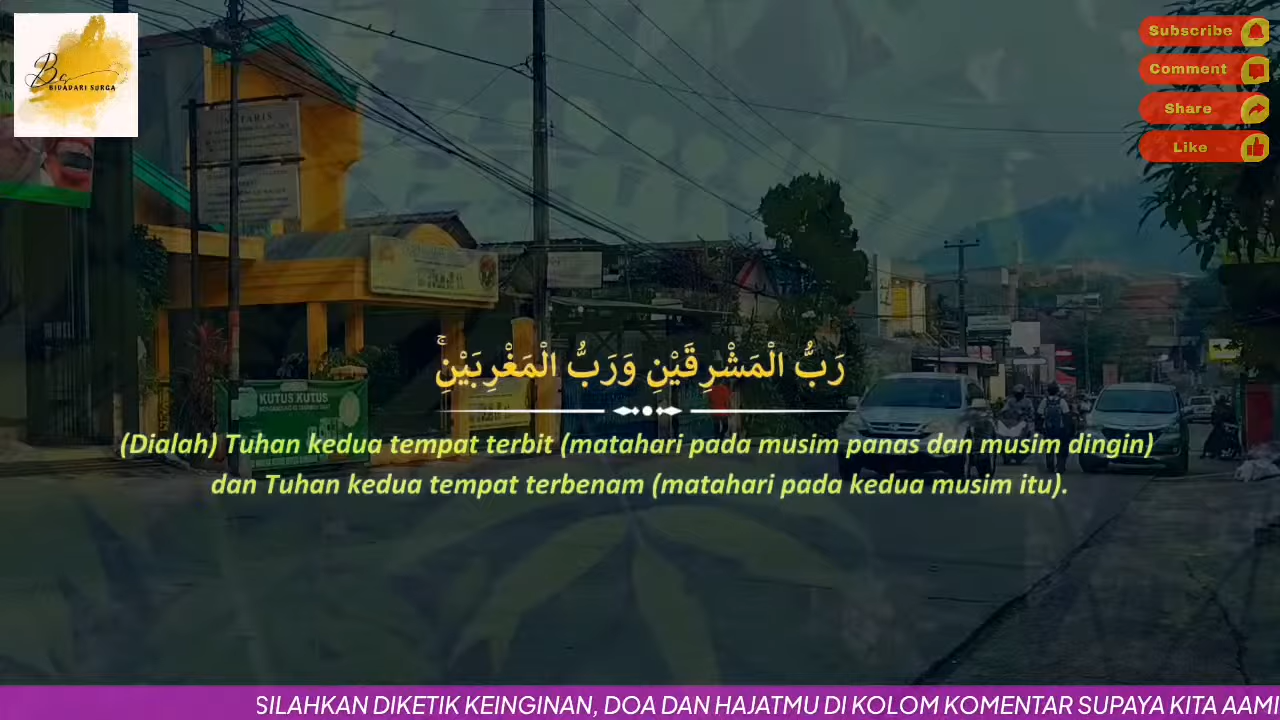 Bs
BIDADARI SURGA
Subscribe
Comment
Share
Like
رَبُّ الْمَشْرِقَيْنِ وَرَبُّ الْمَغْرِبَيْنِۚ
(Dialah) Tuhan kedua tempat terbit (matahari pada musim panas dan musim dingin)
dan Tuhan kedua tempat terbenam (matahari pada kedua musim itu).
KUTUS KUTUS
SILAHKAN DIKETIK KEINGINAN, DOA DAN HAJATMU DI KOLOM KOMENTAR SUPAYA KITA AAMI